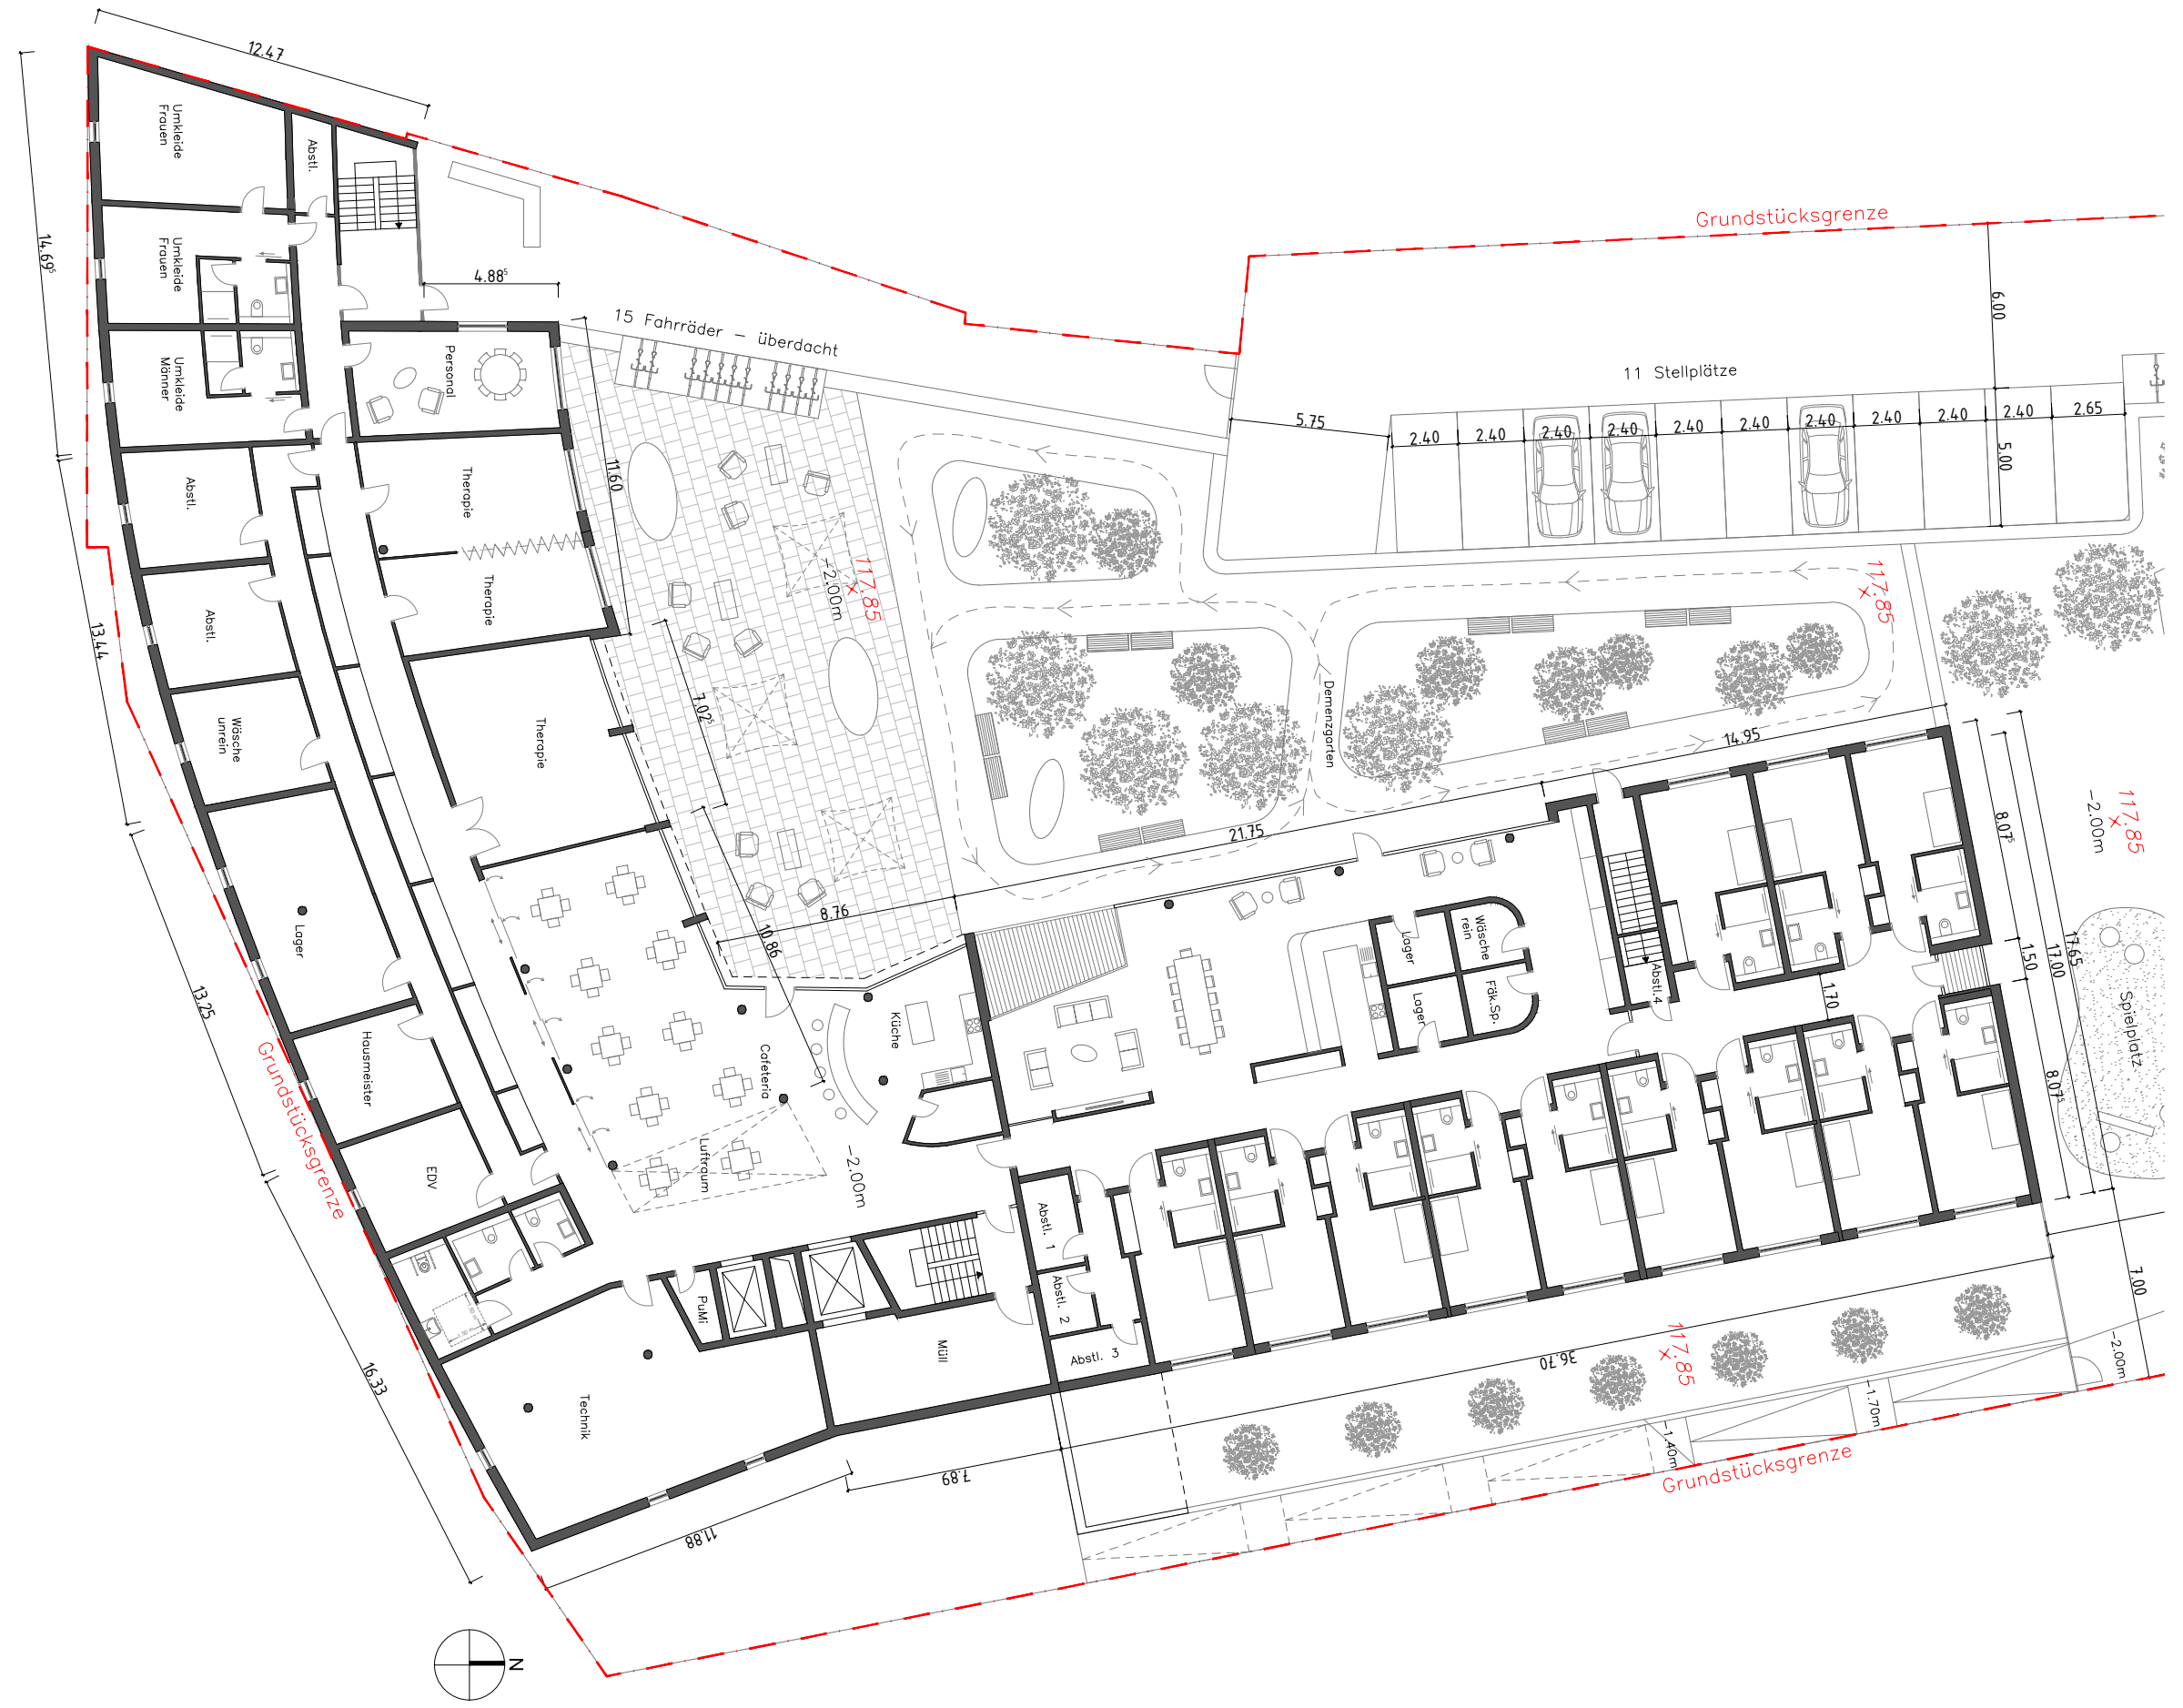 12.47
14.69⁵
13.44
13.25
16.33
11.88
7.89
36.70
Umkleide
Frauen
Abstl.
Umkleide
Frauen
Umkleide
Männer
Abstl.
Abstl.
Wäsche
unrein
Lager
Hausmeister
EDV
Technik
PuMi
Müll
4.88⁵
15 Fahrräder – überdacht
Personal
Therapie
Therapie
Therapie
11.60
7.02⁵
10.86
8.76
-2.00m
117.85
Cafeteria
Küche
Luftraum
-2.00m
Demenzgarten
21.75
14.95
117.85
Grundstücksgrenze
6.00
11 Stellplätze
5.75
2.40
2.40
2.40
2.40
2.40
2.40
2.40
2.40
2.40
2.40
2.65
5.00
Lager
Wäsche
rein
Lager
Fäk.Sp.
Abstl.4
1.70
Abstl. 1
Abstl. 2
Abstl. 3
8.07⁵
1.50
17.00
17.65
8.07⁵
-2.00m
117.85
Spielplatz
7.00
-2.00m
-1.70m
-1.40m
117.85
Grundstücksgrenze
Grundstücksgrenze
N